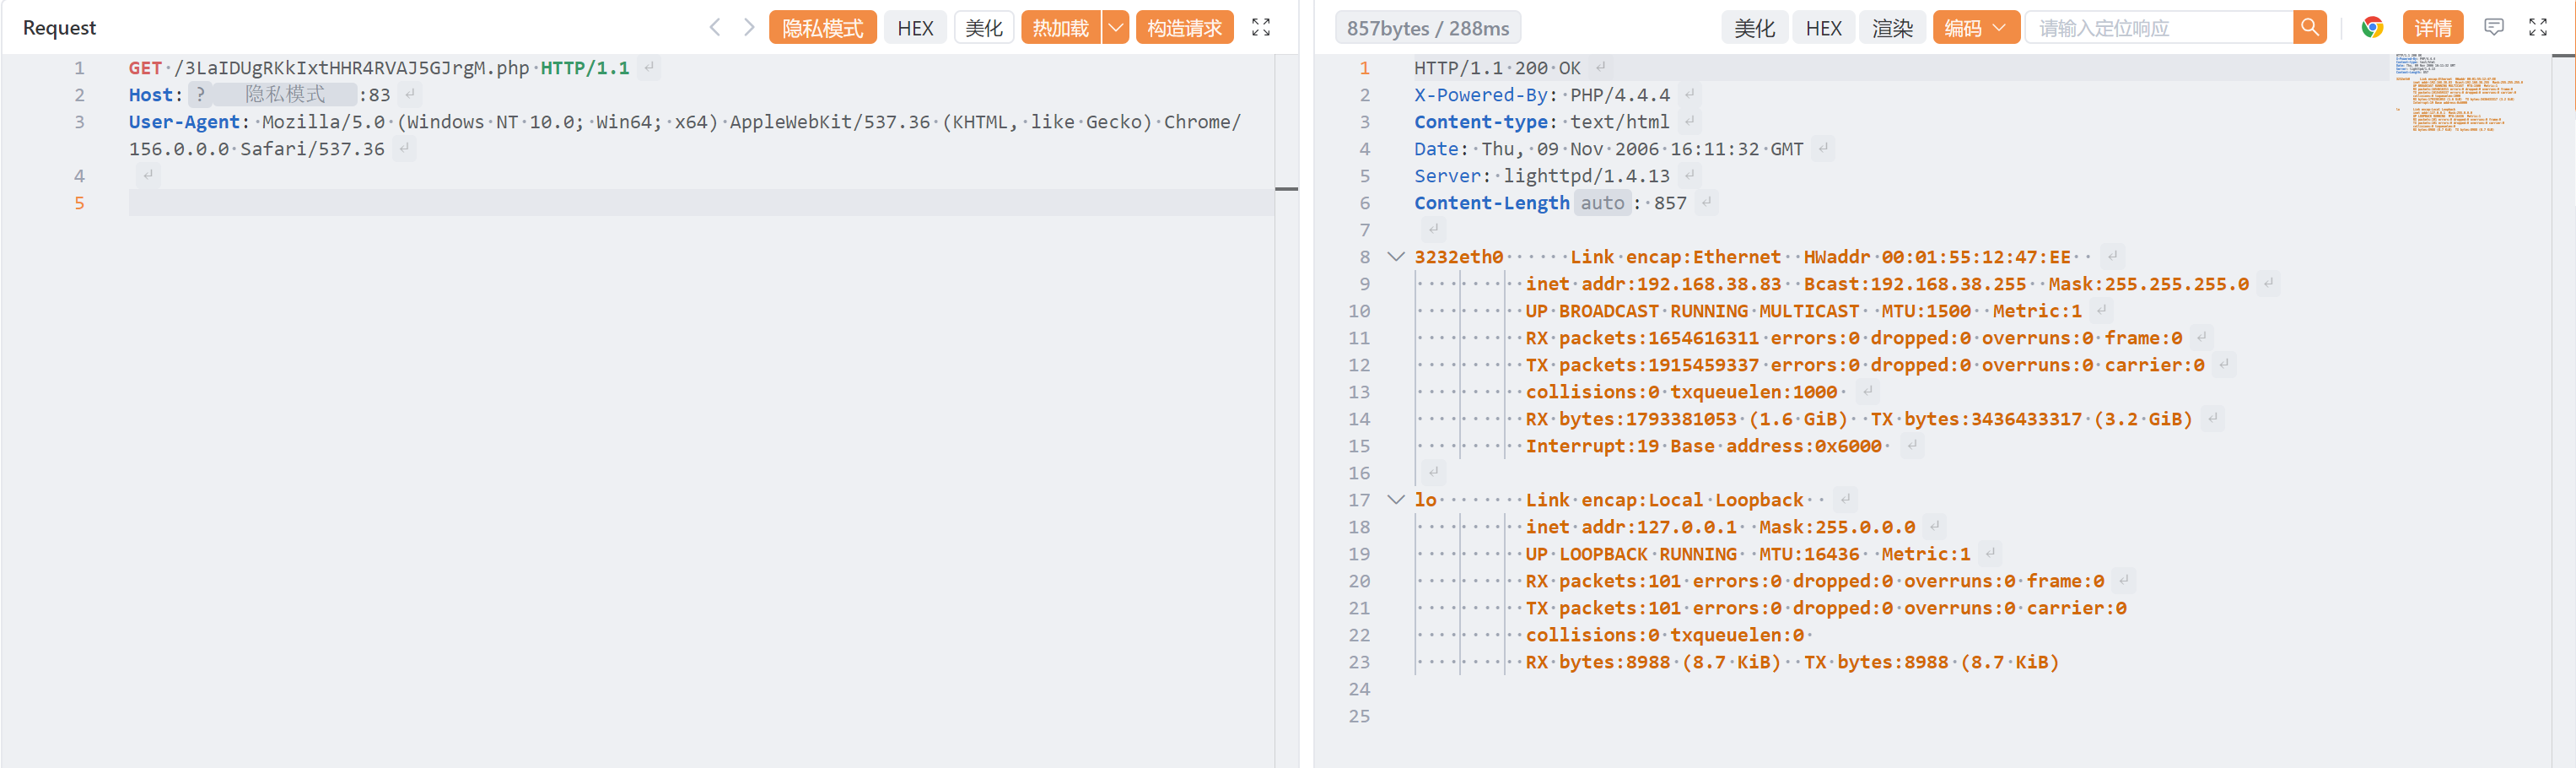 Request
隐私模式 HEX 美化 热加载 构造请求
1 GET /3LaIDUgRKkIxtHHR4RVAJ5GJrgM.php HTTP/1.1
2 Host: ? 隐私模式 :83
3 User-Agent: Mozilla/5.0 (Windows NT 10.0; Win64; x64) AppleWebKit/537.36 (KHTML, like Gecko) Chrome/
156.0.0.0 Safari/537.36
4
5
857bytes / 288ms 美化 HEX 渲染 编码 请输入定位响应 详情
1 HTTP/1.1 200 OK
2 X-Powered-By: PHP/4.4.4
3 Content-type: text/html
4 Date: Thu, 09 Nov 2006 16:11:32 GMT
5 Server: lighttpd/1.4.13
6 Content-Length auto : 857
7
8 3232eth0      Link encap:Ethernet  HWaddr 00:01:55:12:47:EE
9           inet addr:192.168.38.83  Bcast:192.168.38.255  Mask:255.255.255.0
10           UP BROADCAST RUNNING MULTICAST  MTU:1500  Metric:1
11           RX packets:1654616311 errors:0 dropped:0 overruns:0 frame:0
12           TX packets:1915459337 errors:0 dropped:0 overruns:0 carrier:0
13           collisions:0 txqueuelen:1000
14           RX bytes:1793381053 (1.6 GiB)  TX bytes:3436433317 (3.2 GiB)
15           Interrupt:19 Base address:0x6000
16
17 lo        Link encap:Local Loopback
18           inet addr:127.0.0.1  Mask:255.0.0.0
19           UP LOOPBACK RUNNING  MTU:16436  Metric:1
20           RX packets:101 errors:0 dropped:0 overruns:0 frame:0
21           TX packets:101 errors:0 dropped:0 overruns:0 carrier:0
22           collisions:0 txqueuelen:0
23           RX bytes:8988 (8.7 KiB)  TX bytes:8988 (8.7 KiB)
24
25